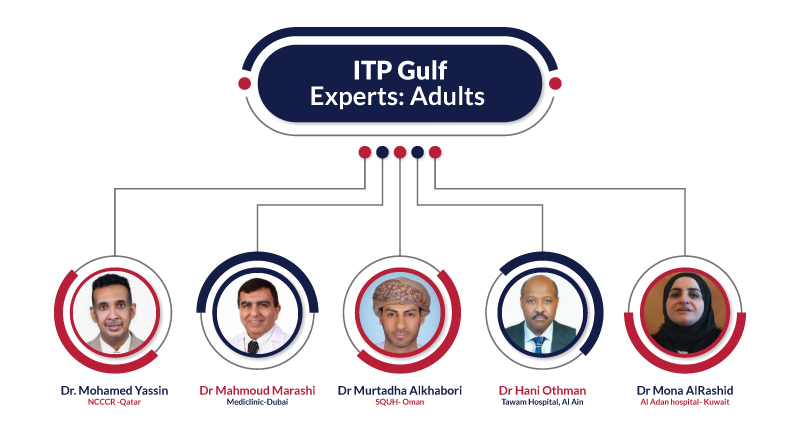 ITP Gulf
Experts: Adults
Dr. Mohamed Yassin
NCCCR -Qatar
Dr Mahmoud Marashi
Mediclinic-Dubai
Dr Murtadha Alkhabori
SQUH- Oman
Dr Hani Othman
Tawam Hospital, Al Ain
Dr Mona AlRashid
Al Adan hospital- Kuwait